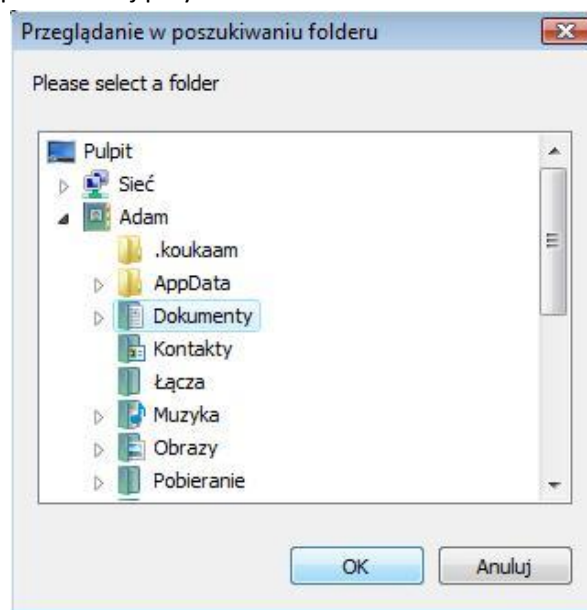 Przeglądanie w poszukiwaniu folderu
Please select a folder
Pulpit
Sieć
Adam
.koukaam
AppData
Dokumenty
Kontakty
Łącza
Muzyka
Obrazy
Pobieranie
OK Anuluj